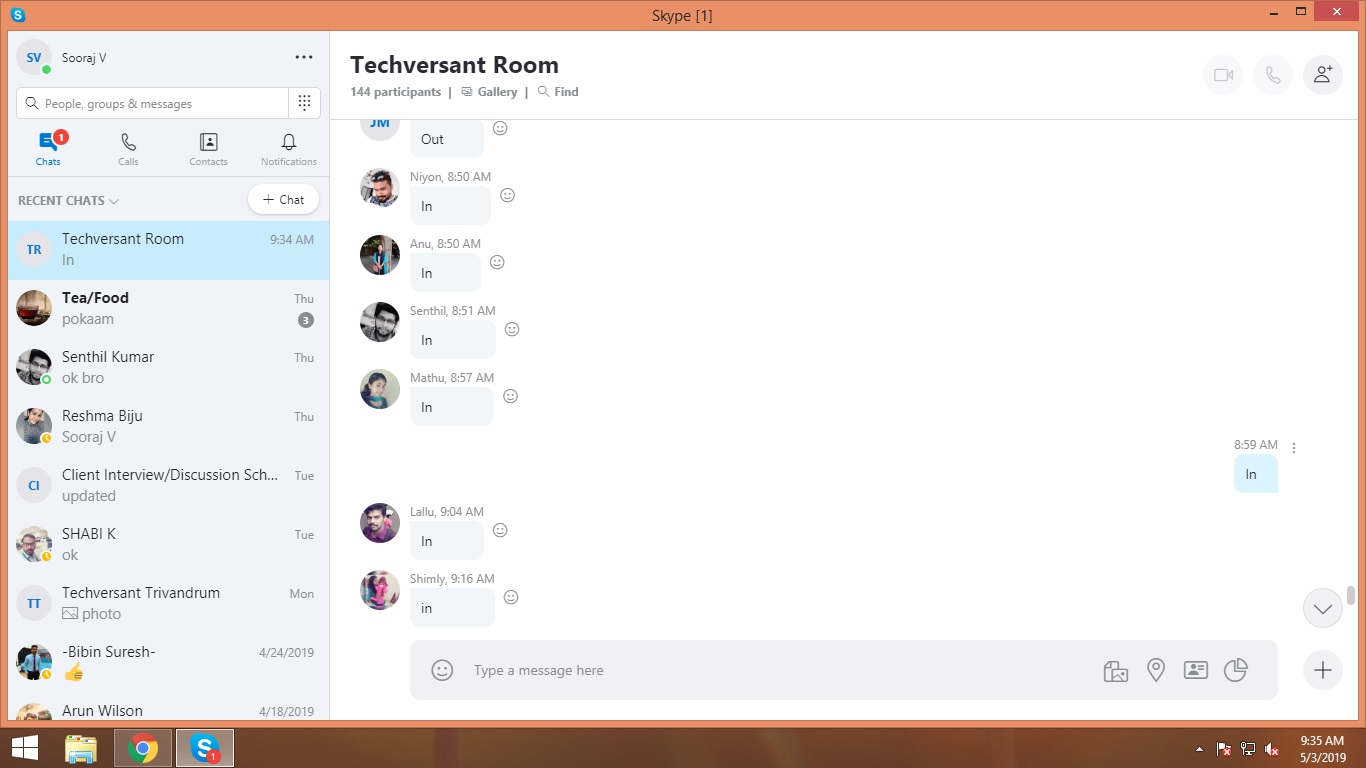 Skype [1]
SV
Sooraj V
People, groups & messages
Chats
1
Calls
Contacts
Notifications
RECENT CHATS
+ Chat
TR
Techversant Room
9:34 AM
In
Tea/Food
Thu
pokaam
3
Senthil Kumar
Thu
ok bro
Reshma Biju
Thu
Sooraj V
CI
Client Interview/Discussion Sch...
Tue
updated
SHABI K
Tue
ok
TT
Techversant Trivandrum
Mon
photo
-Bibin Suresh-
4/24/2019
Arun Wilson
4/18/2019
Techversant Room
144 participants | Gallery | Find
JM
Out
Niyon, 8:50 AM
In
Anu, 8:50 AM
In
Senthil, 8:51 AM
In
Mathu, 8:57 AM
In
8:59 AM
In
Lallu, 9:04 AM
In
Shimly, 9:16 AM
in
Type a message here
S
1
9:35 AM
5/3/2019